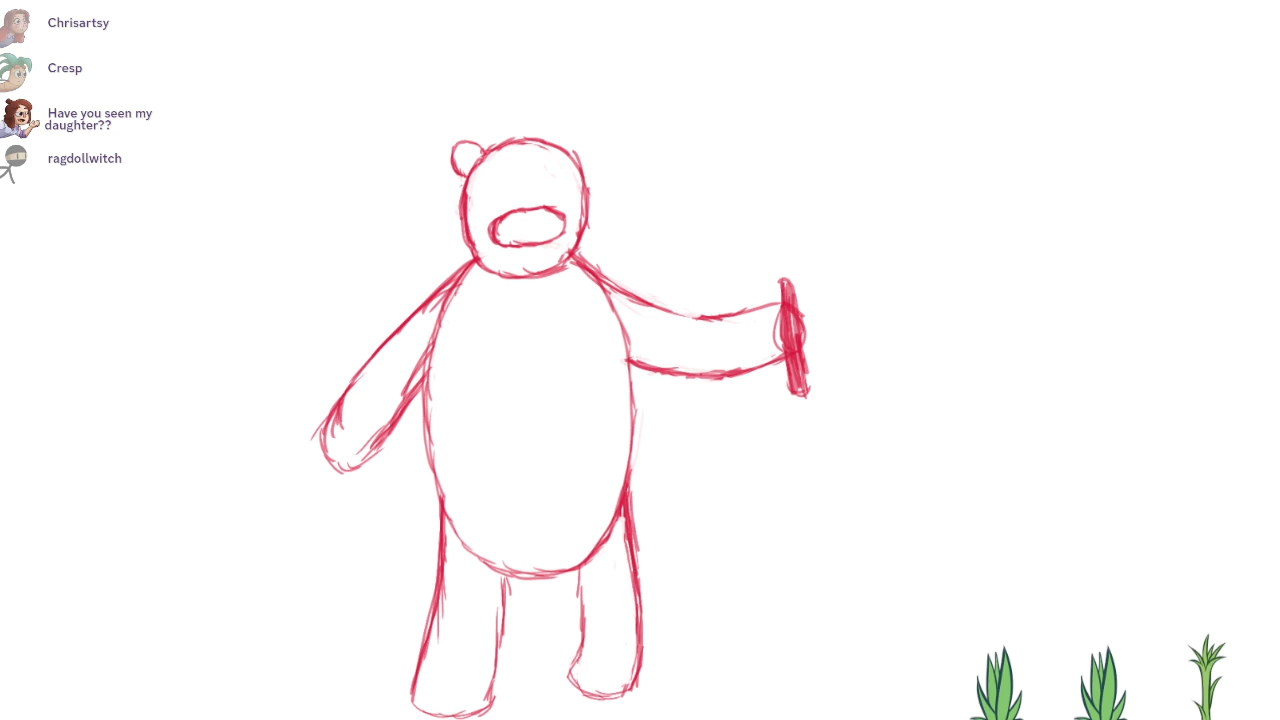 Chrisartsy
Cresp
Have you seen my
daughter??
ragdollwitch